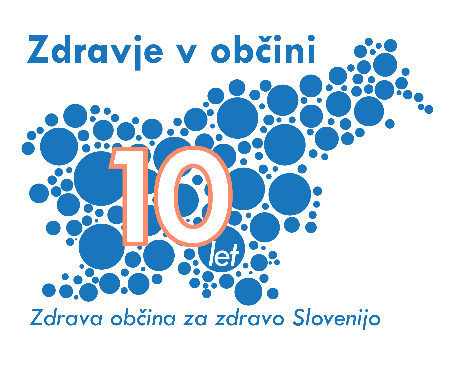 Zdravje v občini
10
let
Zdrava občina za zdravo Slovenijo